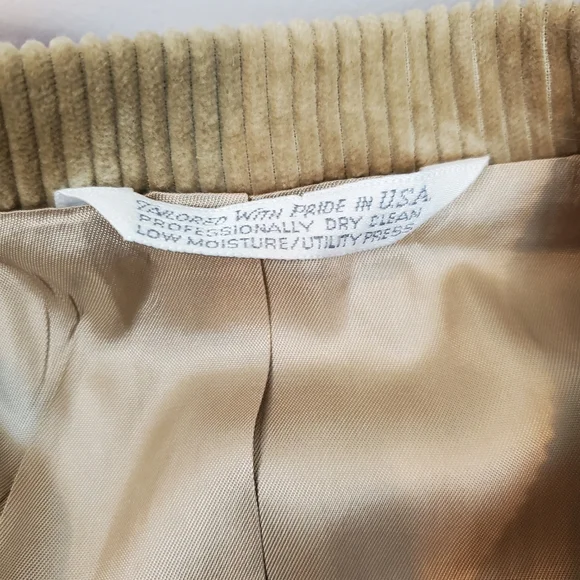 TAILORED WITH PRIDE IN U.S.A.
PROFESSIONALLY DRY CLEAN
LOW MOISTURE/UTILITY PRESS